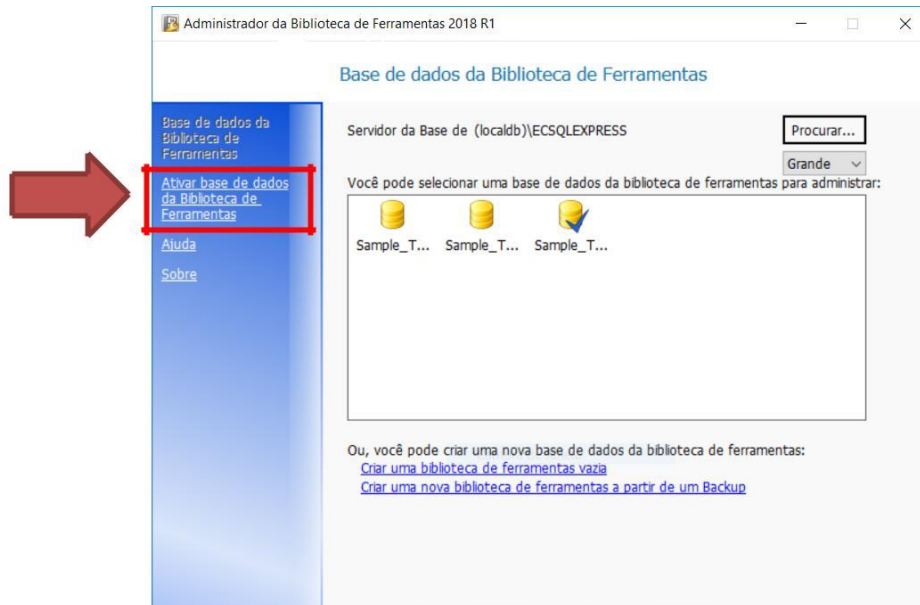 Administrador da Biblioteca de Ferramentas 2018 R1
Base de dados da Biblioteca de Ferramentas
Base de dados da
Biblioteca de
Ferramentas
Ativar base de dados
da Biblioteca de
Ferramentas
Ajuda
Sobre
Servidor da Base de (localdb)\ECSQLEXPRESS
Procurar...
Grande
Você pode selecionar uma base de dados da biblioteca de ferramentas para administrar:
Sample_T... Sample_T... Sample_T...
Ou, você pode criar uma nova base de dados da biblioteca de ferramentas:
Criar uma biblioteca de ferramentas vazia
Criar uma nova biblioteca de ferramentas a partir de um Backup